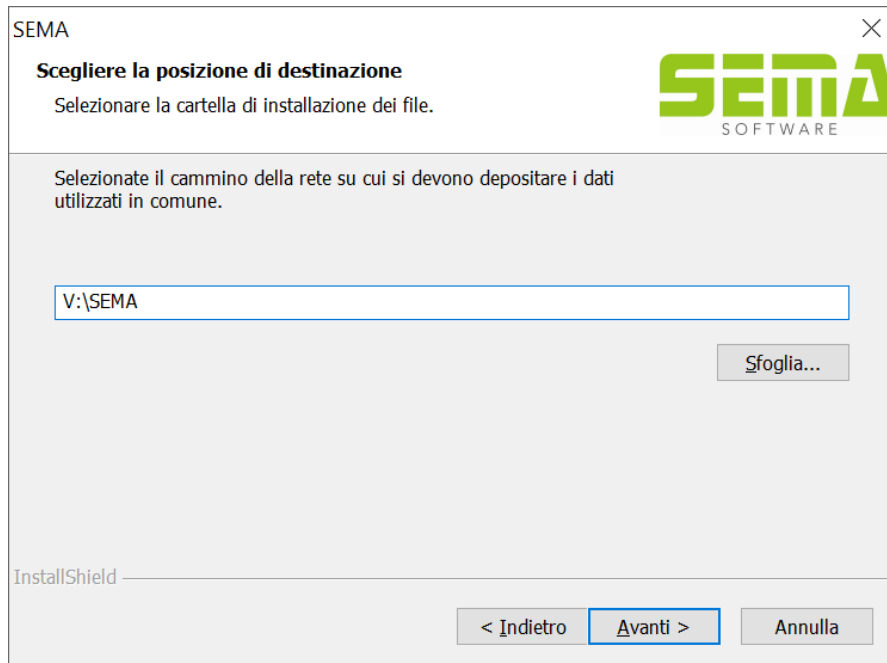 SEMA
Scegliere la posizione di destinazione
Selezionare la cartella di installazione dei file.
SEMA
SOFTWARE
Selezionate il cammino della rete su cui si devono depositare i dati
utilizzati in comune.
V:\SEMA
Sfoglia...
InstallShield
< Indietro
Avanti >
Annulla